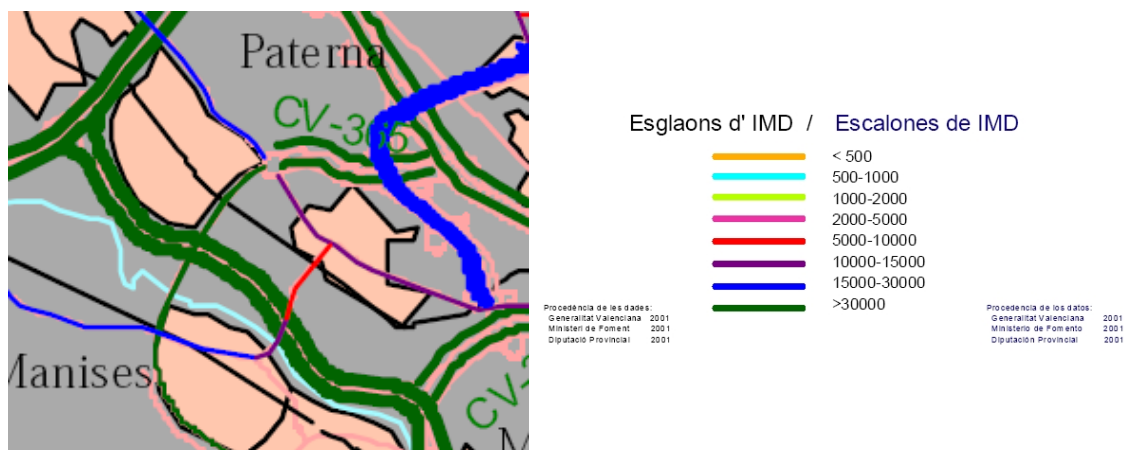 Paterna
CV-365
Manises
CV-
M
Esglaons d' IMD / Escalones de IMD
< 500
500-1000
1000-2000
2000-5000
5000-10000
10000-15000
15000-30000
>30000
Procedència de les dades:
Generalitat Valenciana 2001
Ministeri de Foment 2001
Diputació Provincial 2001
Procedencia de los datos:
Generalitat Valenciana 2001
Ministerio de Fomento 2001
Diputación Provincial 2001